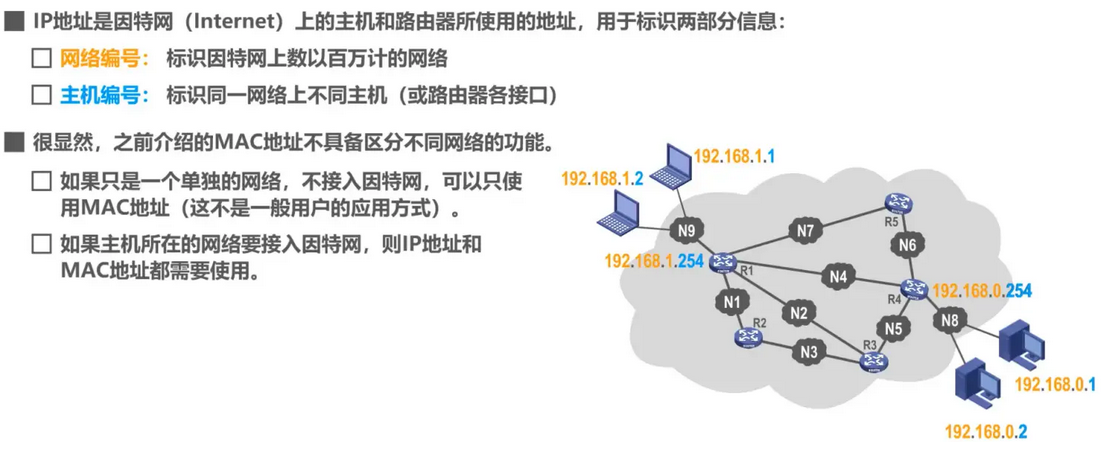 IP地址是因特网（Internet）上的主机和路由器所使用的地址，用于标识两部分信息：
网络编号： 标识因特网上数以百万计的网络
主机编号： 标识同一网络上不同主机（或路由器各接口）
很显然，之前介绍的MAC地址不具备区分不同网络的功能。
如果只是一个单独的网络，不接入因特网，可以只使
用MAC地址（这不是一般用户的应用方式）。
如果主机所在的网络要接入因特网，则IP地址和
MAC地址都需要使用。
192.168.1.1
192.168.1.2
N9
N7
R5
N6
192.168.1.254
R1
N4
R4
192.168.0.254
N1
N2
N8
R2
N5
N3
R3
192.168.0.1
192.168.0.2